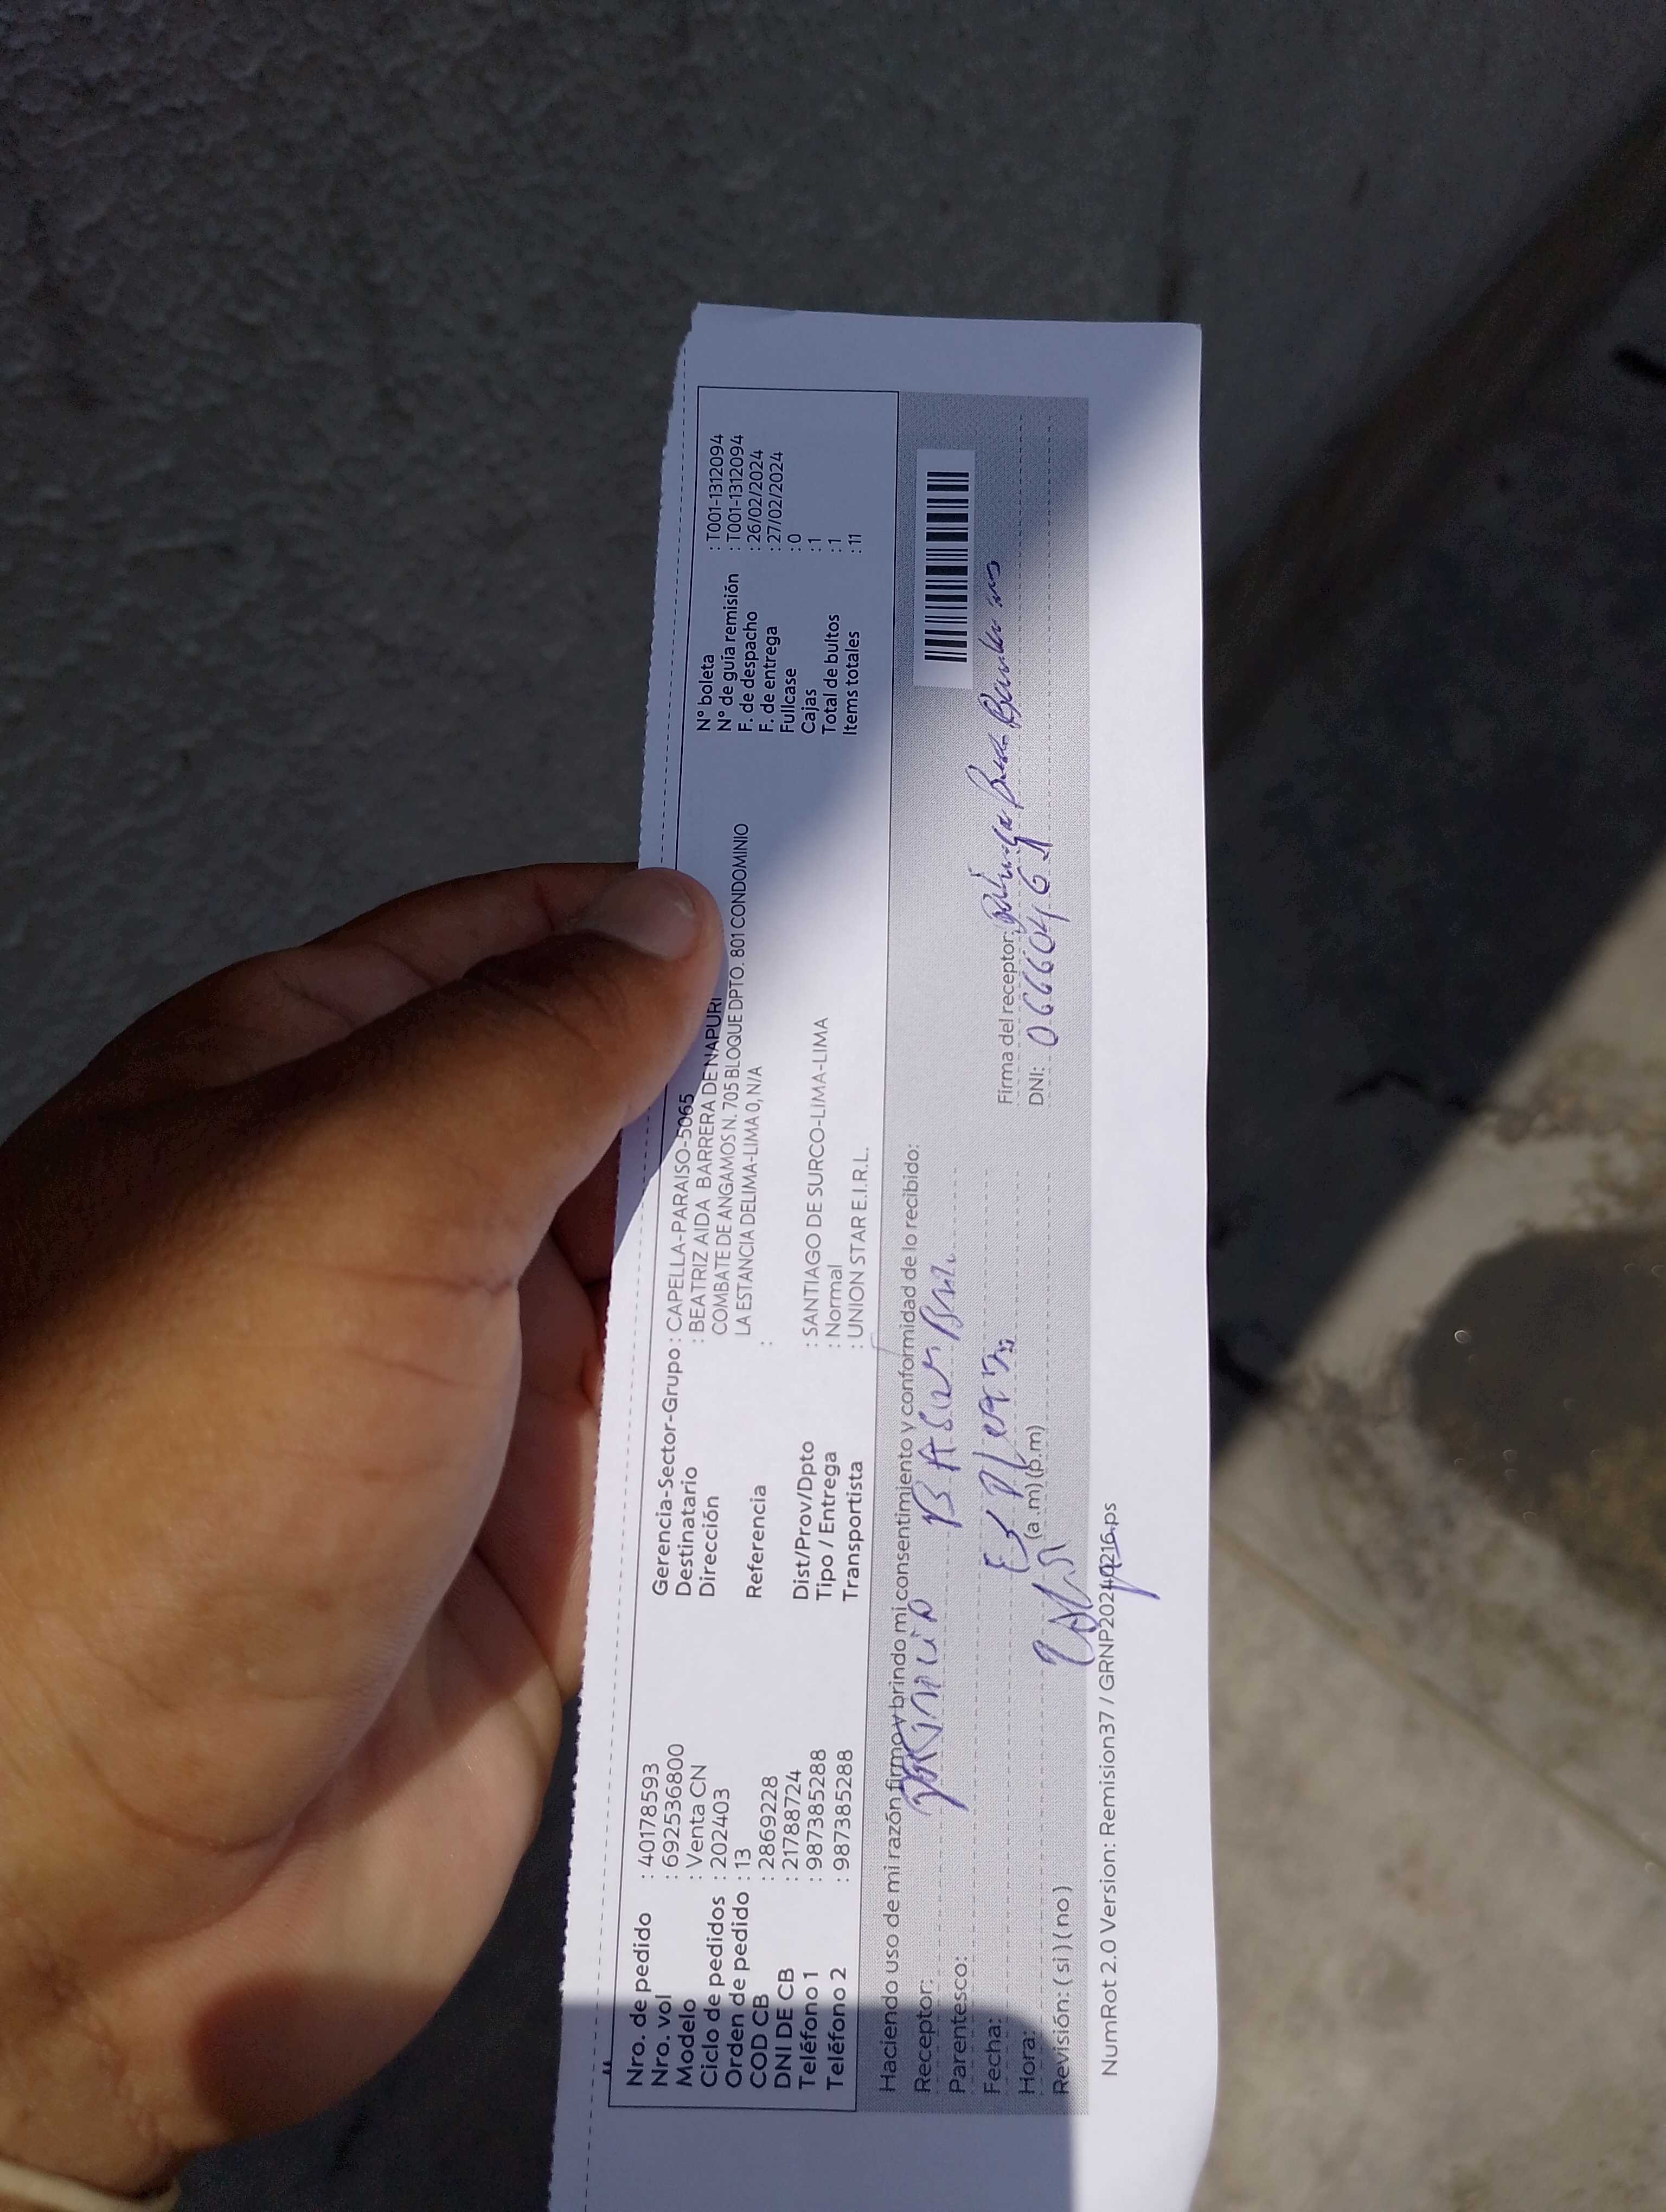 Nro. de pedido : 40178593
Nro. vol : 692536800
Modelo : Venta CN
Ciclo de pedidos : 202403
Orden de pedido : 13
COD CB : 2869228
DNI DE CB : 21788724
Teléfono 1 : 987385288
Teléfono 2 : 987385288
Gerencia-Sector-Grupo : CAPELLA-PARAISO-5065
Destinatario : BEATRIZ AIDA BARRERA DE NAPURI
Dirección COMBATE DE ANGAMOS N. 705 BLOQUE DPTO. 801 CONDOMINIO
LA ESTANCIA DELIMA-LIMA 0, N/A
Referencia :
Dist/Prov/Dpto : SANTIAGO DE SURCO-LIMA-LIMA
Tipo / Entrega : Normal
Transportista : UNION STAR E.I.R.L.
N° boleta : T001-1312094
N° de guía remisión : T001-1312094
F. de despacho : 26/02/2024
F. de entrega : 27/02/2024
Fullcase : 0
Cajas : 1
Total de bultos : 1
Items totales : 11
Haciendo uso de mi razón firmo y brindo mi consentimiento y conformidad de lo recibido:
Receptor:
Parentesco:
Fecha:
Hora: (a.m) (p.m)
Revisión: ( si ) ( no )
Firma del receptor:
DNI:
NumRot 2.0 Version: Remision37 / GRNP20240216.ps